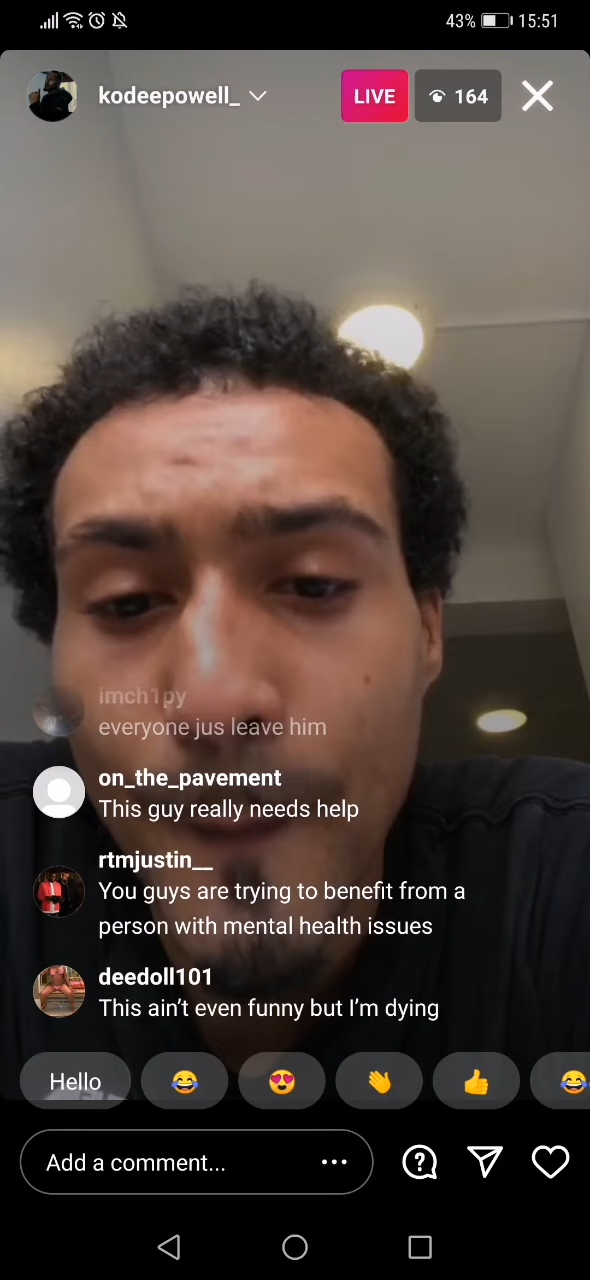 43% 15:51
kodeepowell_
LIVE
164
imch1py
everyone jus leave him
on_the_pavement
This guy really needs help
rtmjustin__
You guys are trying to benefit from a
person with mental health issues
deedoll101
This ain’t even funny but I’m dying
Hello
Add a comment...